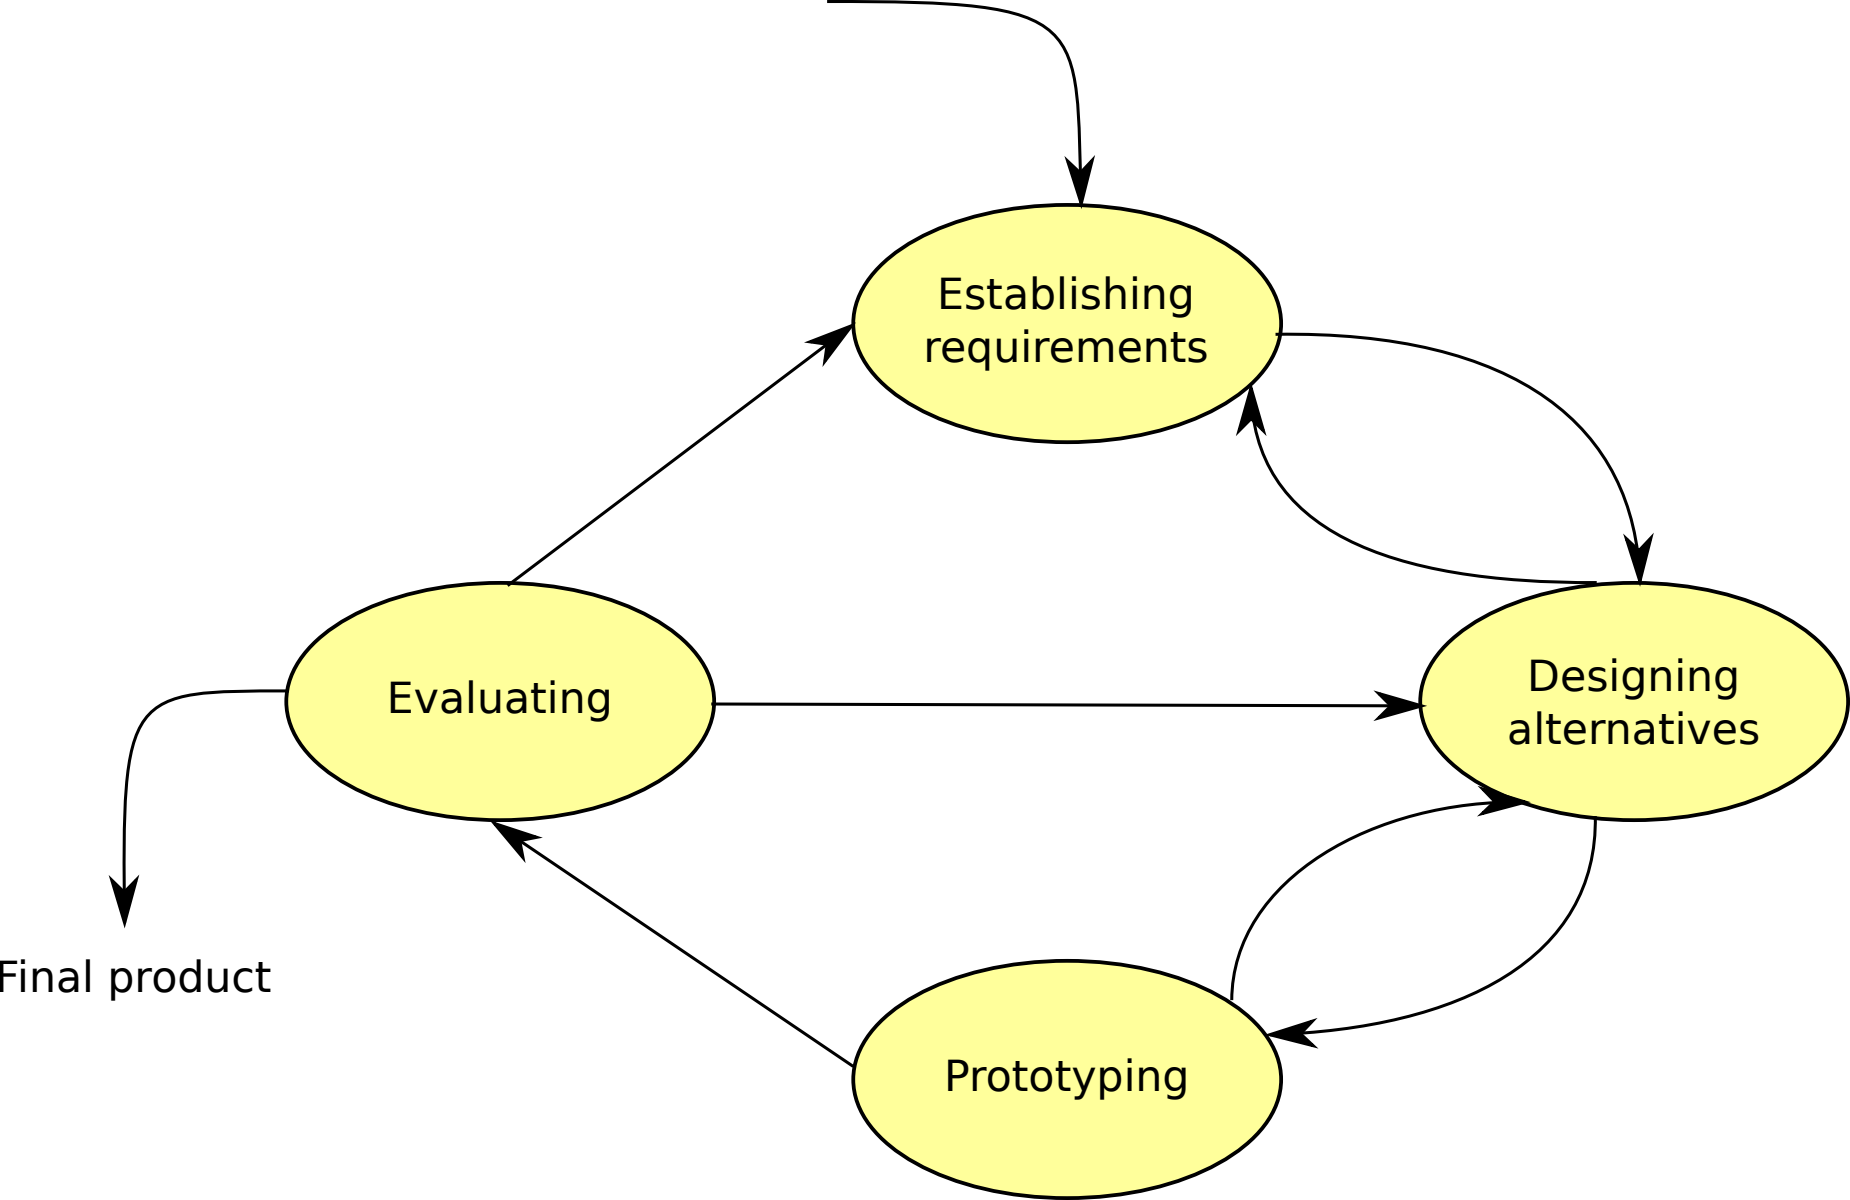 Establishing
requirements
Evaluating
Designing
alternatives
Final product
Prototyping